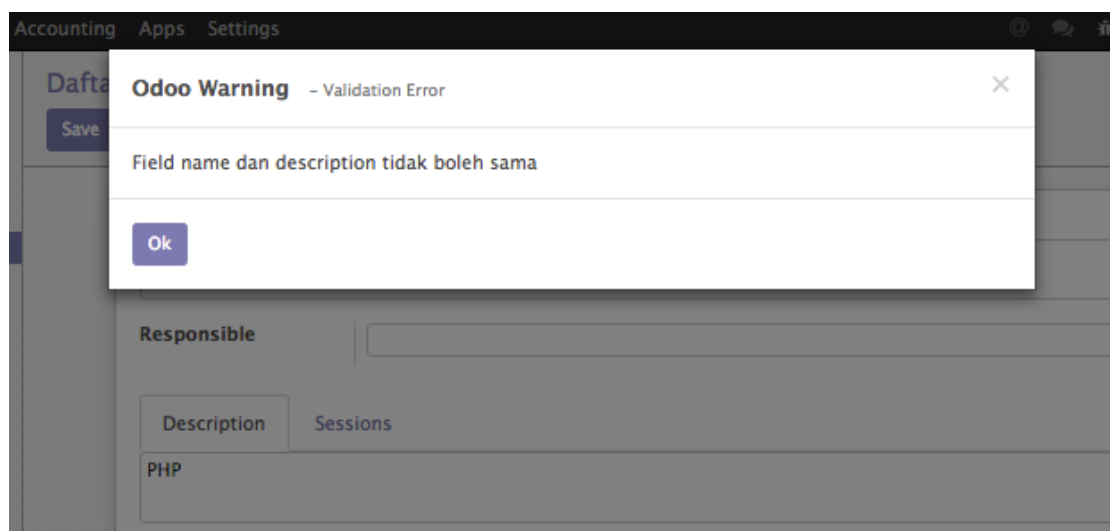 Accounting Apps Settings
Dafta
Odoo Warning – Validation Error
×
Save
Field name dan description tidak boleh sama
Ok
Responsible
Description Sessions
PHP